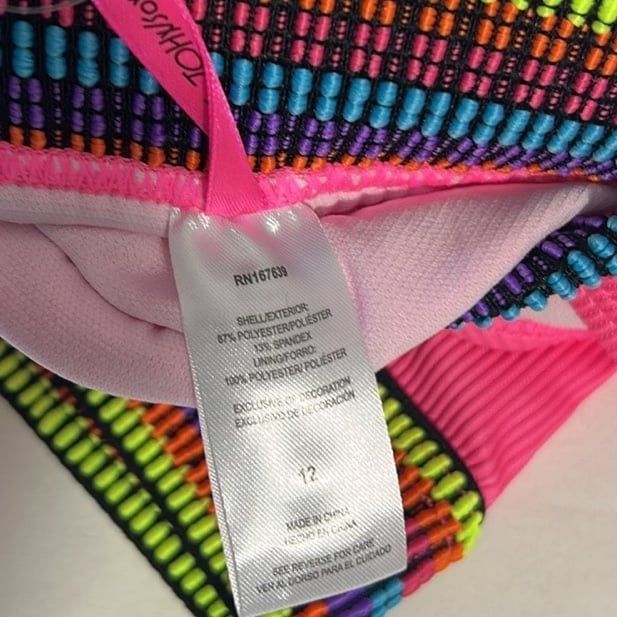 RN167639
SHELL/EXTERIOR:
87% POLYESTER/POLIÉSTER
13% SPANDEX
LINING/FORRO:
100% POLYESTER/ POLIÉSTER
EXCLUSIVE OF DECORATION
EXCLUSIVO DE DECORACIÓN
12
MADE IN CHINA
HECHO EN CHINA
SEE REVERSE FOR CARE
VER AL DORSO PARA EL CUIDADO